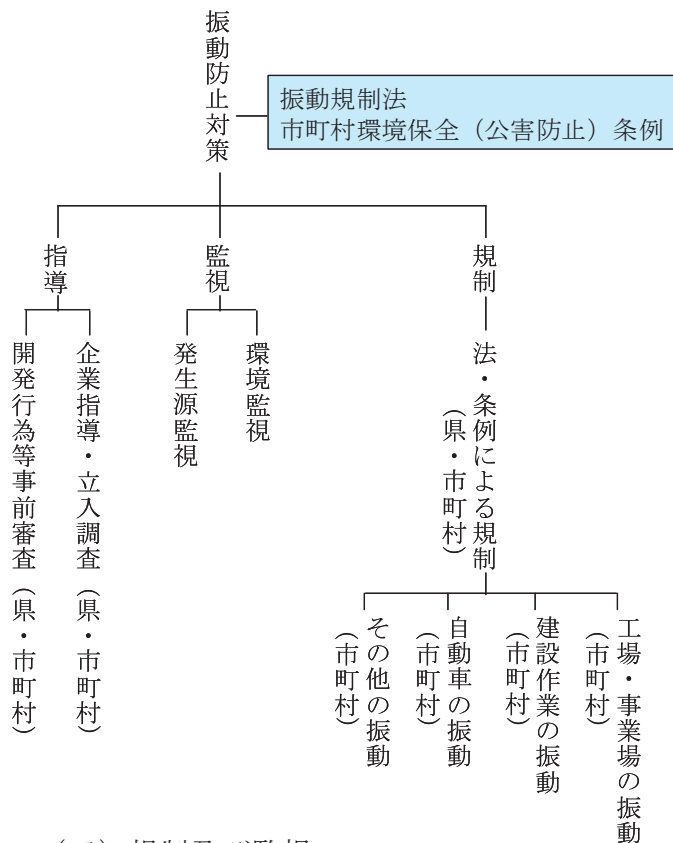 振動防止対策
振動規制法
市町村環境保全（公害防止）条例
規制
監視
指導
法・条例による規制
（県・市町村）
環境監視
発生源監視
企業指導・立入調査（県・市町村）
開発行為等事前審査（県・市町村）
工場・事業場の振動
（市町村）
建設作業の振動
（市町村）
自動車の振動
（市町村）
その他の振動
（市町村）